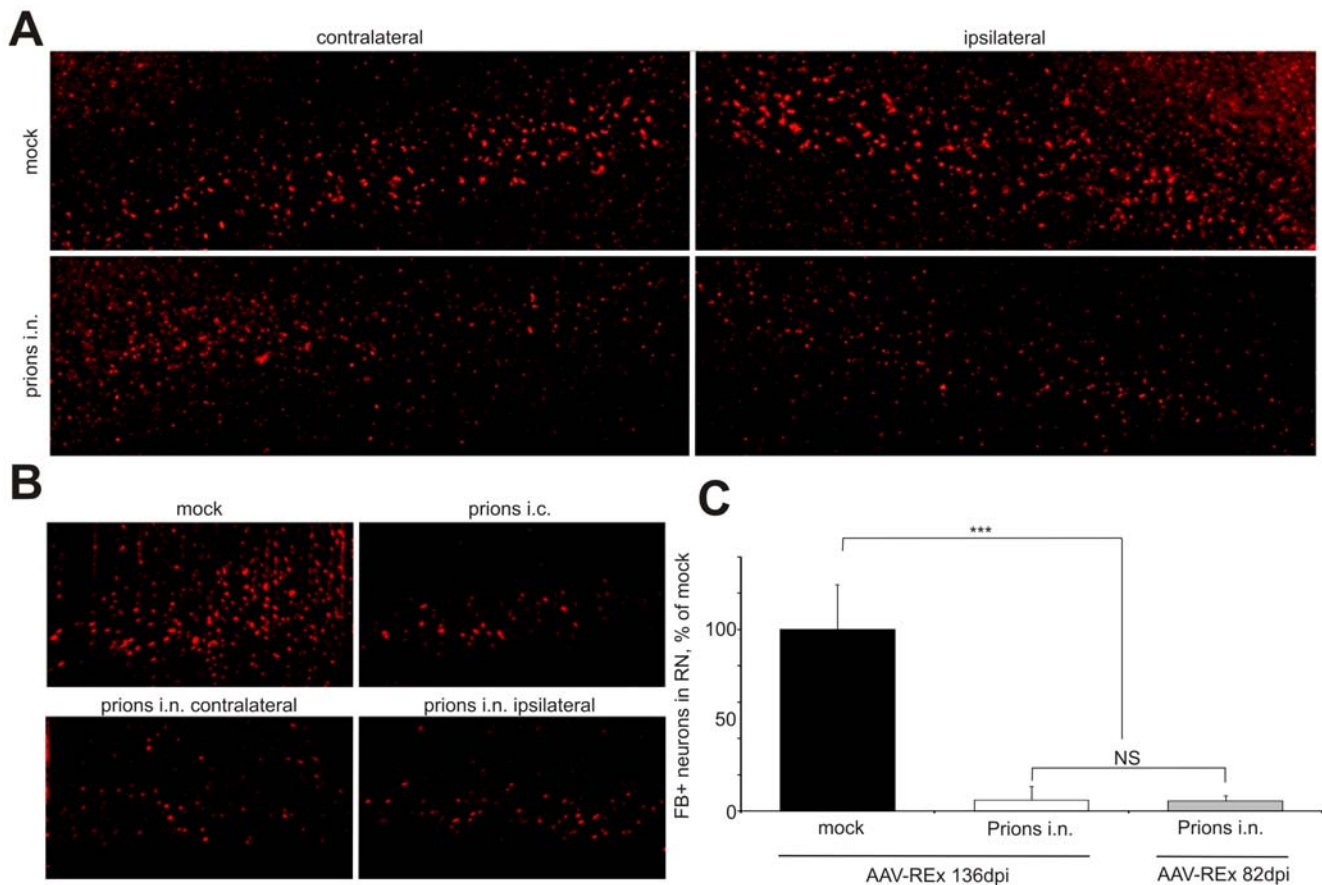 A
contralateral
ipsilateral
mock
prions i.n.
B
mock
prions i.c.
prions i.n. contralateral
prions i.n. ipsilateral
C
FB+ neurons in RN, % of mock
100
50
0
***
NS
mock
Prions i.n.
Prions i.n.
AAV-REx 136dpi
AAV-REx 82dpi